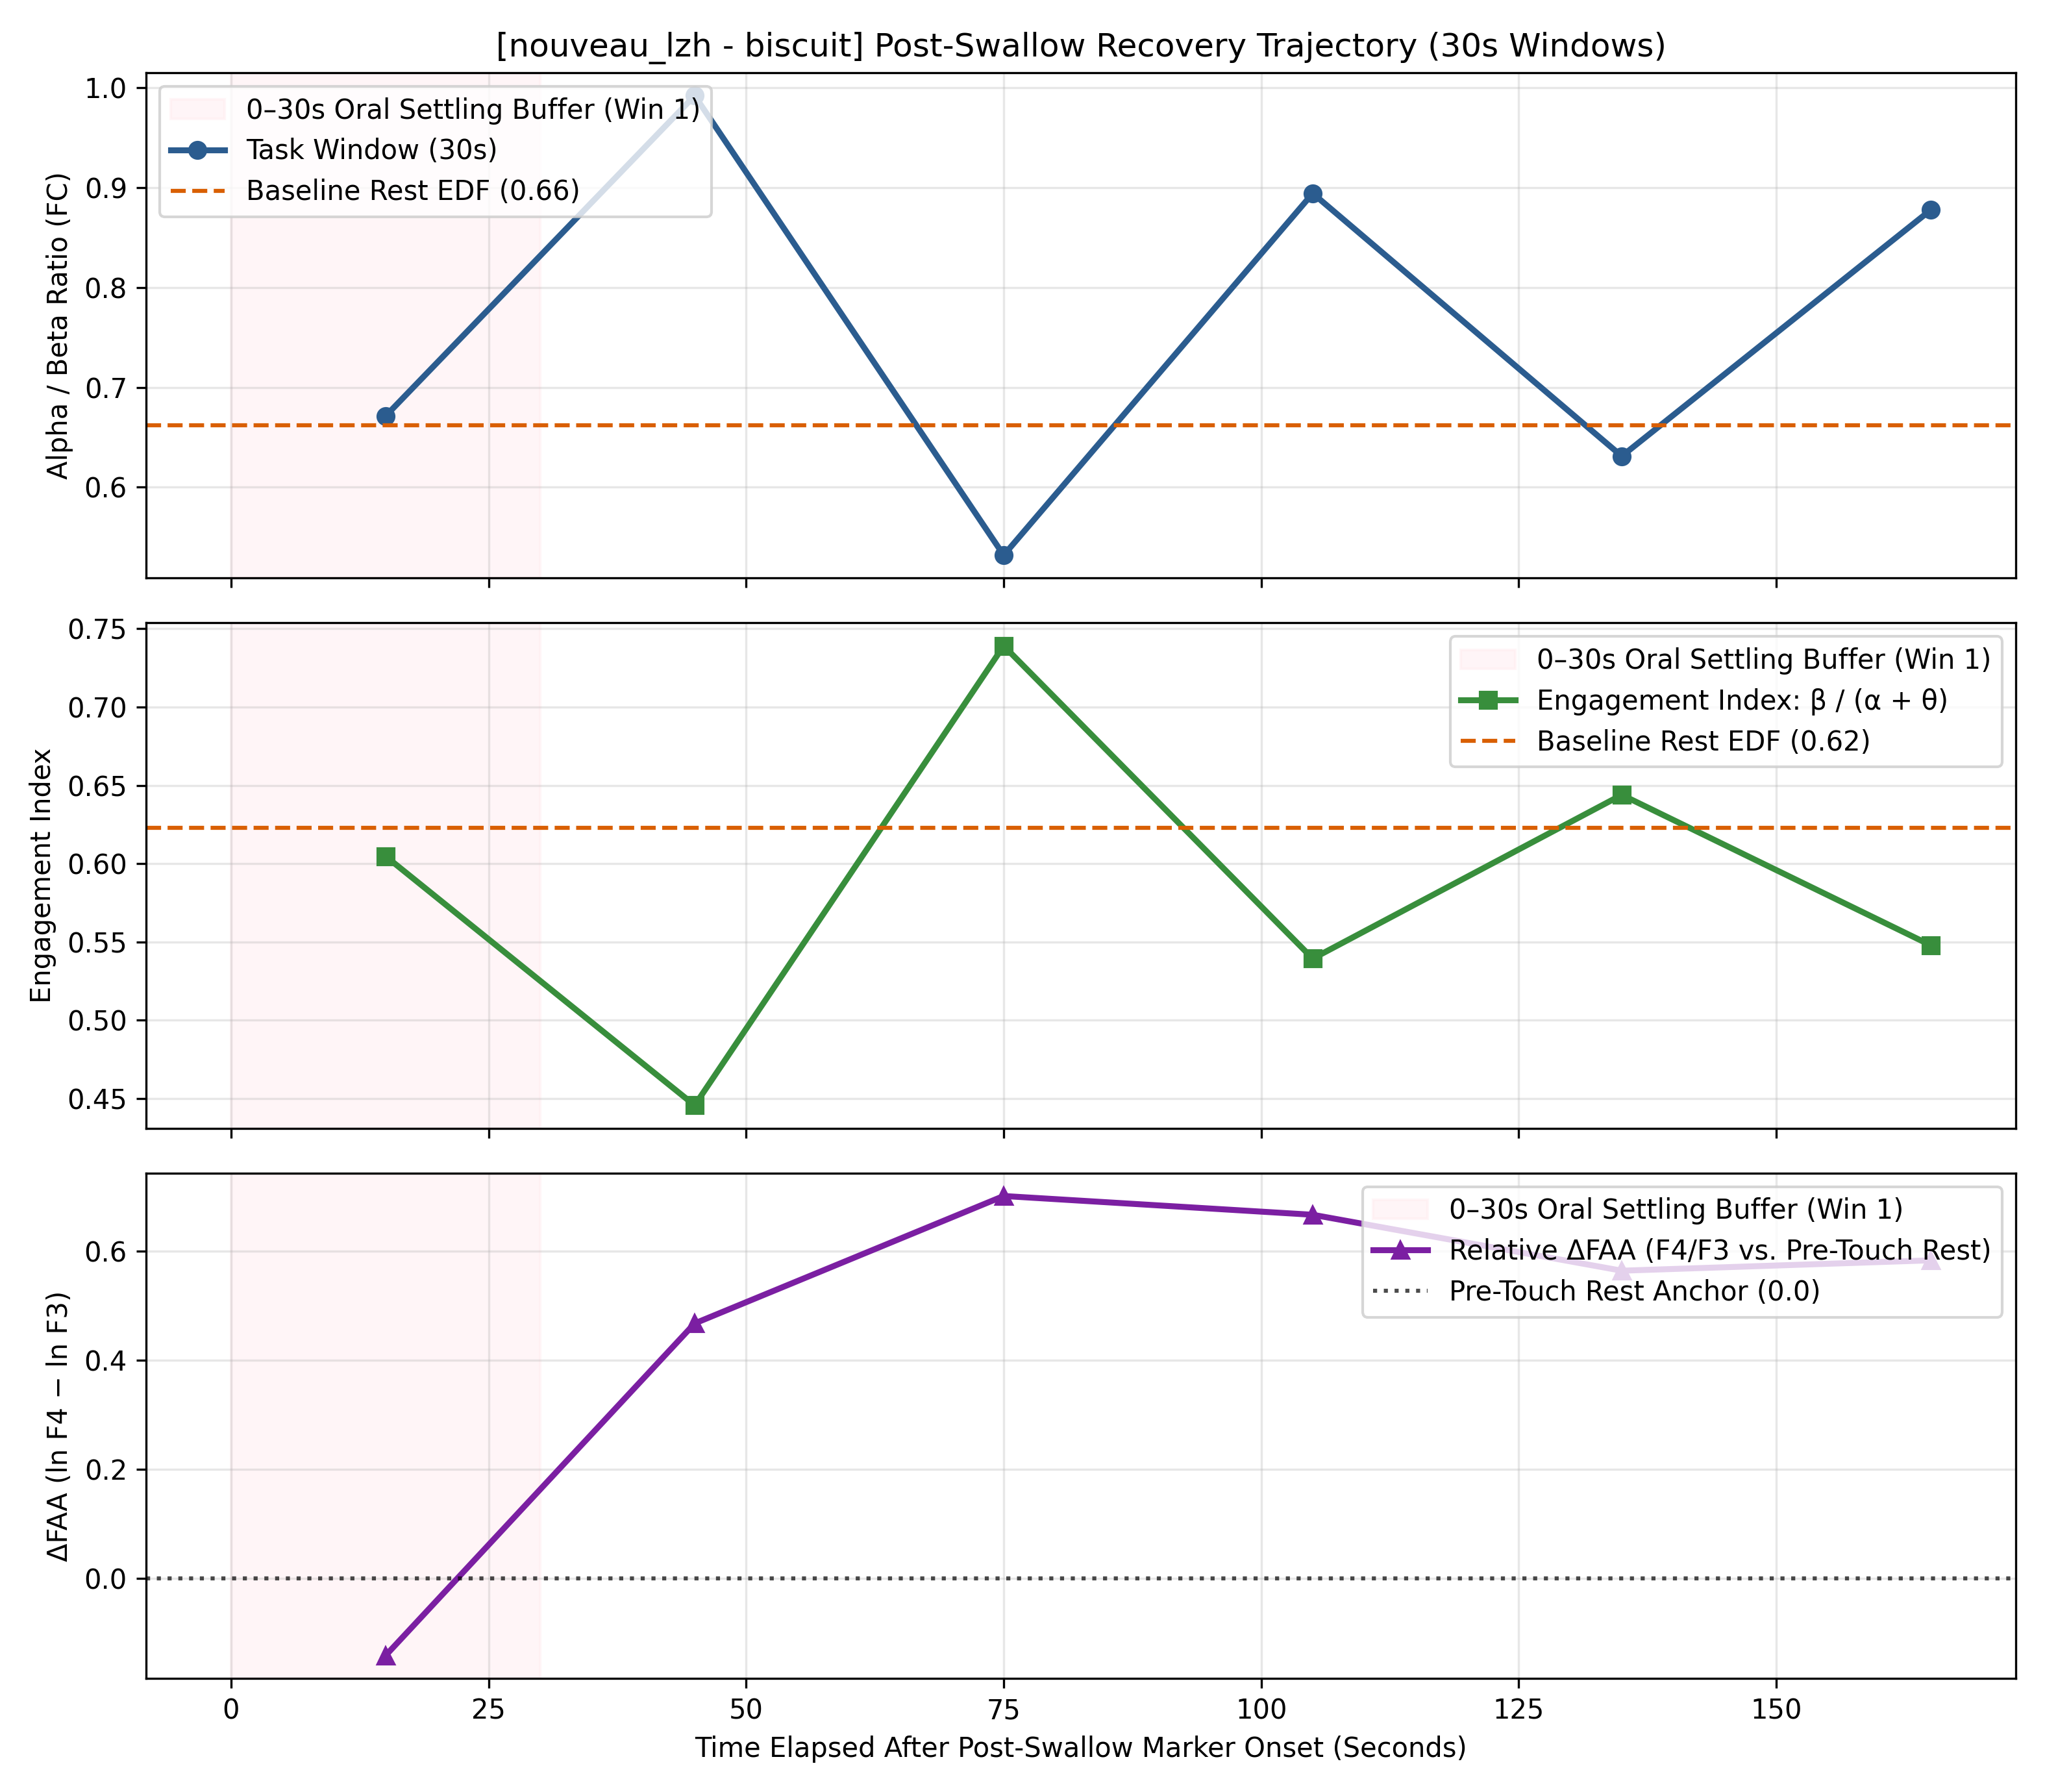 [nouveau_lzh - biscuit] Post-Swallow Recovery Trajectory (30s Windows)
Alpha / Beta Ratio (FC)
1.0
0.9
0.8
0.7
0.6
0–30s Oral Settling Buffer (Win 1)
Task Window (30s)
Baseline Rest EDF (0.66)
Engagement Index
0.75
0.70
0.65
0.60
0.55
0.50
0.45
0–30s Oral Settling Buffer (Win 1)
Engagement Index: β / (α + θ)
Baseline Rest EDF (0.62)
ΔFAA (ln F4 − ln F3)
0.6
0.4
0.2
0.0
0–30s Oral Settling Buffer (Win 1)
Relative ΔFAA (F4/F3 vs. Pre-Touch Rest)
Pre-Touch Rest Anchor (0.0)
0 25 50 75 100 125 150
Time Elapsed After Post-Swallow Marker Onset (Seconds)